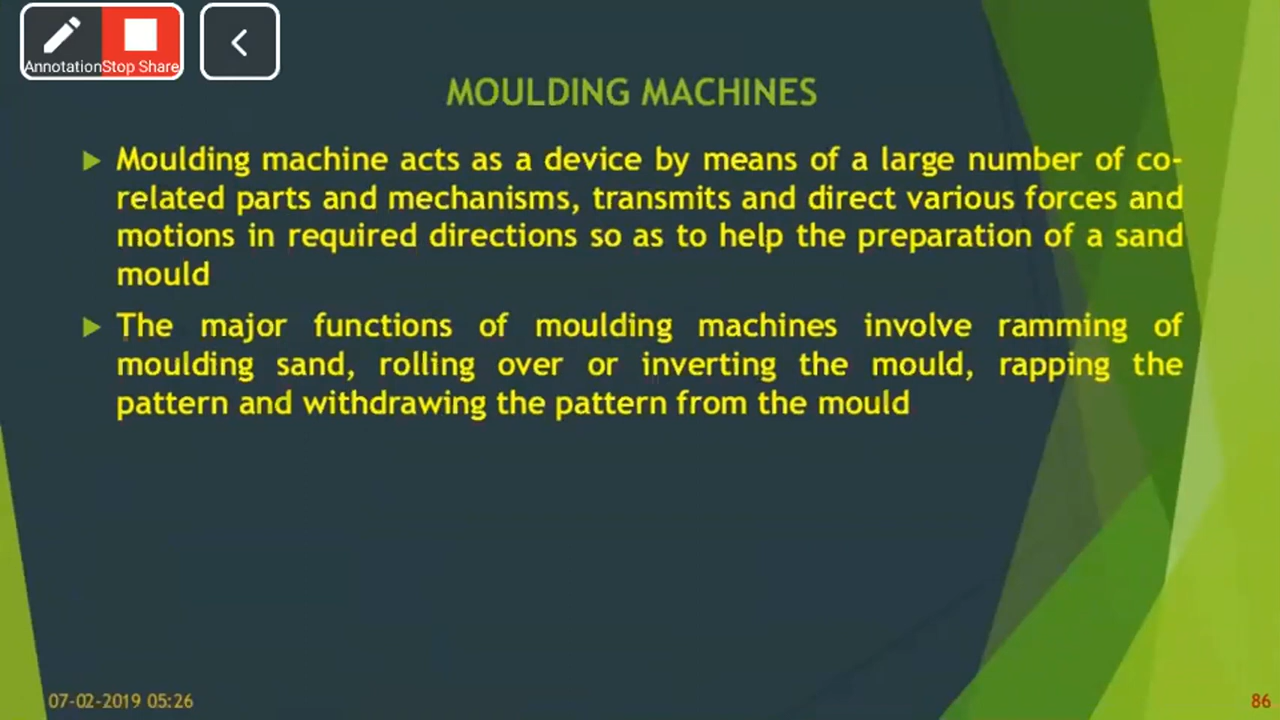 AnnotationStop Share
MOULDING MACHINES
Moulding machine acts as a device by means of a large number of co-
related parts and mechanisms, transmits and direct various forces and
motions in required directions so as to help the preparation of a sand
mould
The major functions of moulding machines involve ramming of
moulding sand, rolling over or inverting the mould, rapping the
pattern and withdrawing the pattern from the mould
07-02-2019 05:26
86